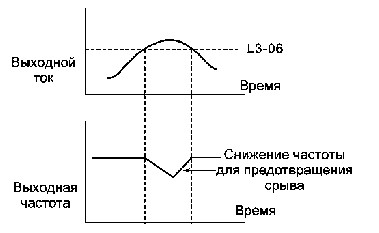 L3-06
Выходной
ток
Время
Снижение частоты
для предотвращения
срыва
Выходная
частота
Время